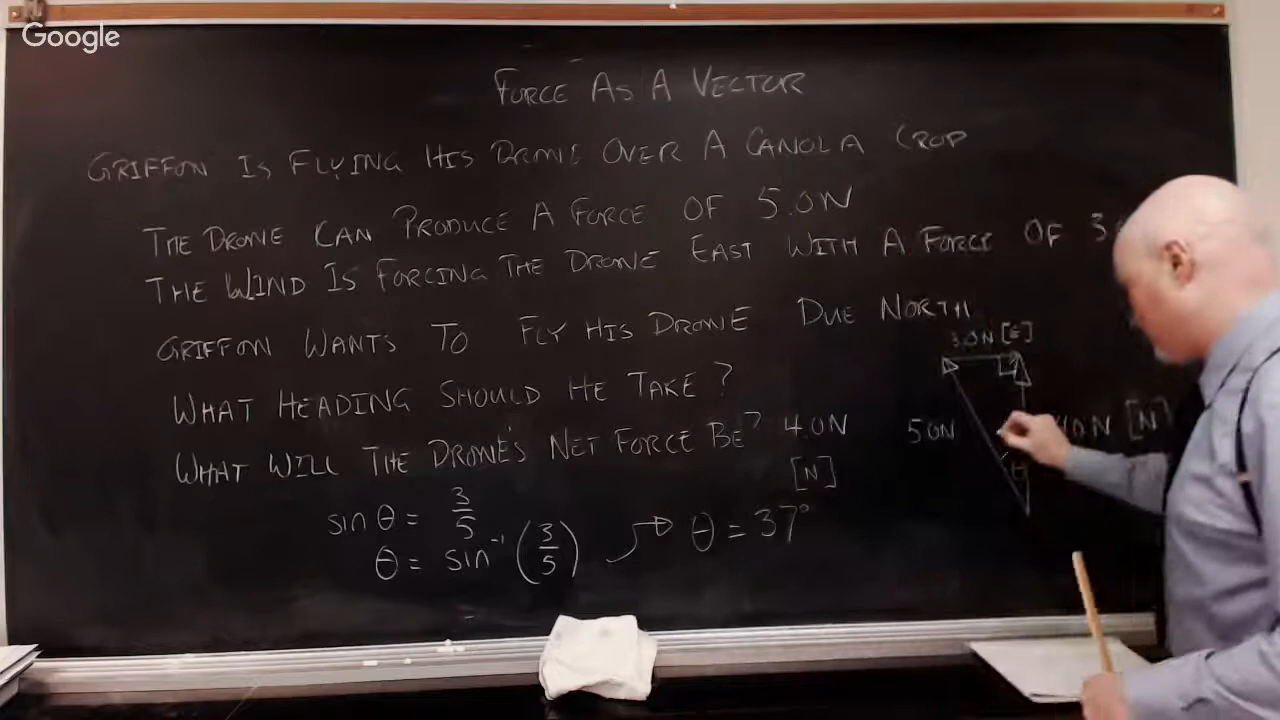 Google
FORCE AS A VECTOR
GRIFFON IS FLYING HIS DRONE OVER A CANOLA CROP
THE DRONE CAN PRODUCE A FORCE OF 5.0N
THE WIND IS FORCING THE DRONE EAST WITH A FORCE OF 3
GRIFFON WANTS TO FLY HIS DRONE DUE NORTH
3.0N [E]
WHAT HEADING SHOULD HE TAKE?
WHAT WILL THE DRONE'S NET FORCE BE? 4.0N
[N]
5.0N
4.0N [N]
θ
sin θ = 3/5
θ = sin⁻¹ (3/5) → θ = 37°